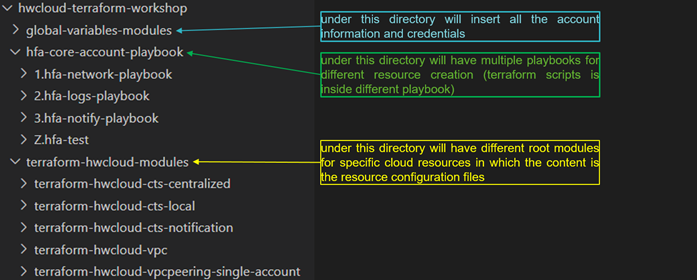 hwcloud-terraform-workshop
global-variables-modules
hfa-core-account-playbook
1.hfa-network-playbook
2.hfa-logs-playbook
3.hfa-notify-playbook
Z.hfa-test
terraform-hwcloud-modules
terraform-hwcloud-cts-centralized
terraform-hwcloud-cts-local
terraform-hwcloud-cts-notification
terraform-hwcloud-vpc
terraform-hwcloud-vpcpeering-single-account
under this directory will insert all the account
information and credentials
under this directory will have multiple playbooks for
different resource creation (terraform scripts is
inside different playbook)
under this directory will have different root modules
for specific cloud resources in which the content is
the resource configuration files